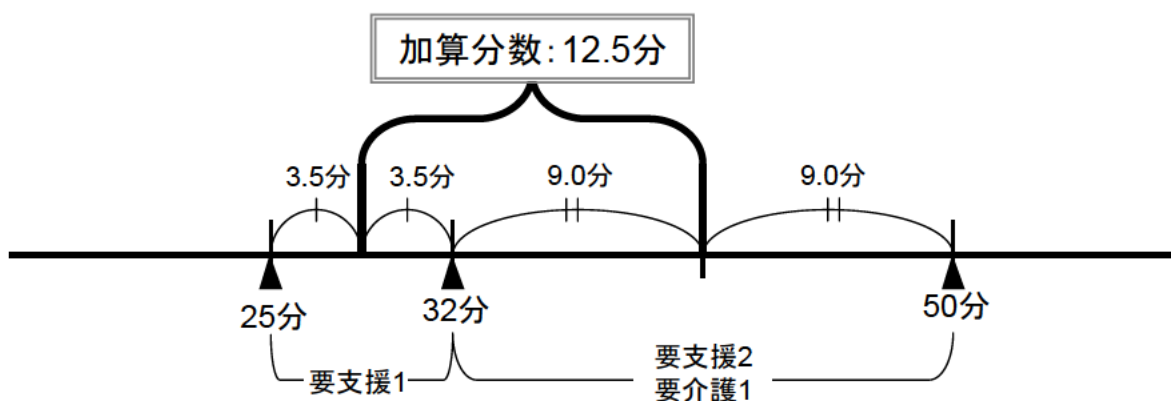 加算分数:12.5分
3.5分
3.5分
9.0分
9.0分
25分
32分
50分
要支援1
要支援2
要介護1